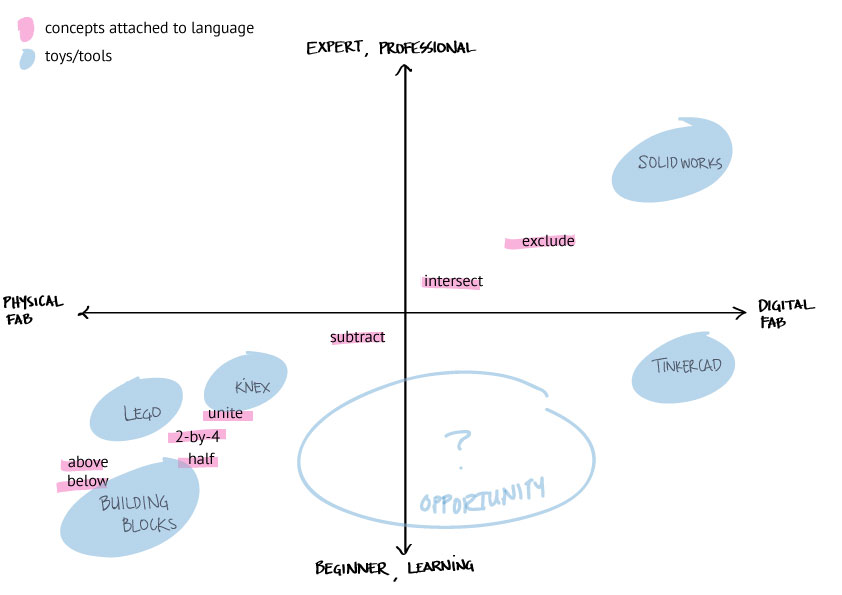 concepts attached to language
toys/tools
EXPERT, PROFESSIONAL
SOLIDWORKS
exclude
intersect
PHYSICAL
FAB
DIGITAL
FAB
subtract
TINKERCAD
KNEX
LEGO
unite
2-by-4
half
above
below
BUILDING
BLOCKS
?
OPPORTUNITY
BEGINNER, LEARNING